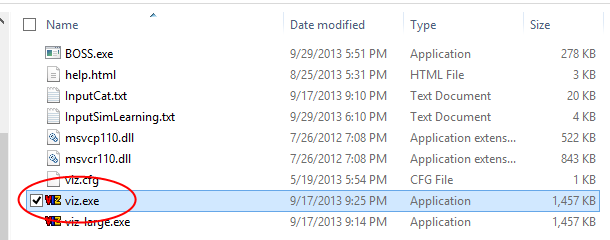 Name Date modified Type Size
BOSS.exe 9/29/2013 5:51 PM Application 278 KB
help.html 8/25/2013 5:31 PM HTML File 3 KB
InputCat.txt 9/17/2013 9:10 PM Text Document 20 KB
InputSimLearning.txt 9/29/2013 6:10 PM Text Document 4 KB
msvcp110.dll 7/26/2012 7:08 PM Application extens... 522 KB
msvcr110.dll 7/26/2012 7:08 PM Application extens... 843 KB
viz.cfg 5/19/2013 5:54 PM CFG File 1 KB
VIZ viz.exe 9/17/2013 9:25 PM Application 1,457 KB
VIZ viz-large.exe 9/17/2013 9:14 PM Application 1,457 KB